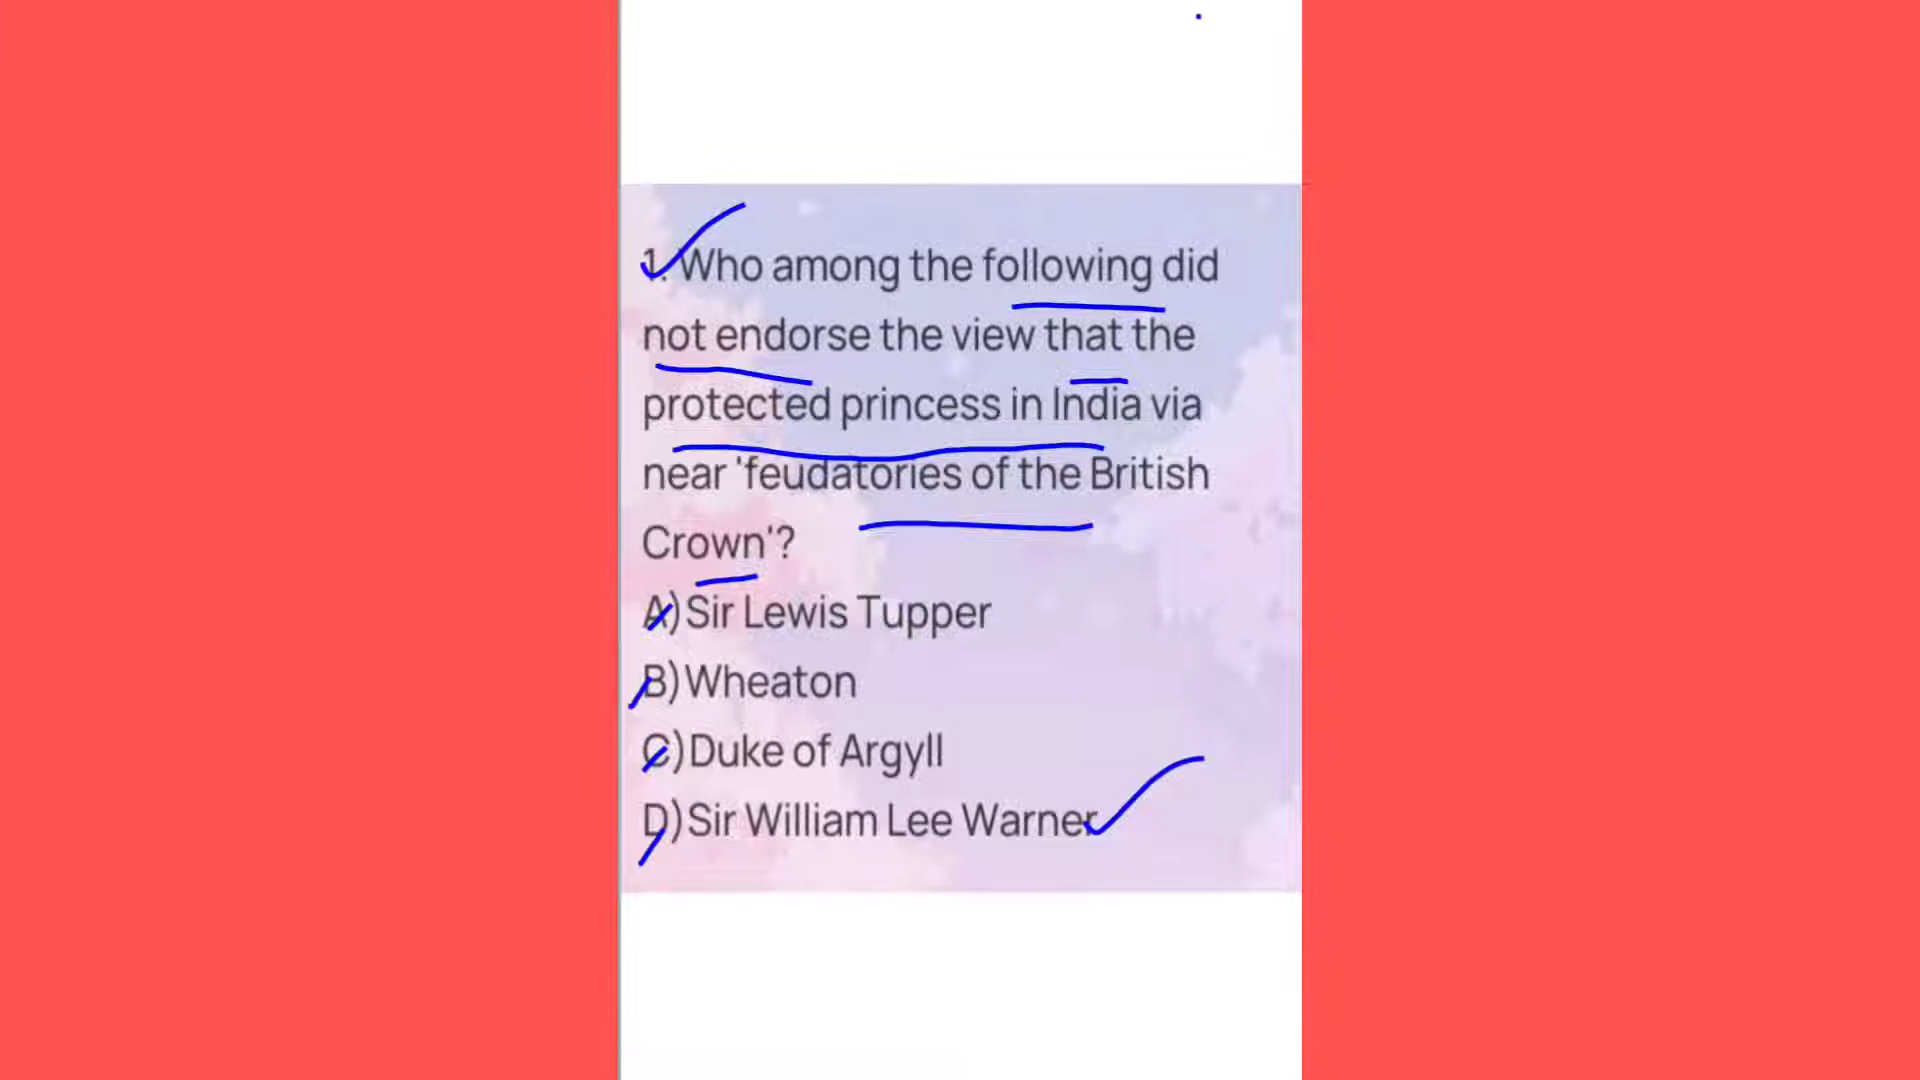 1. Who among the following did
not endorse the view that the
protected princess in India via
near 'feudatories of the British
Crown'?
A)Sir Lewis Tupper
B)Wheaton
C)Duke of Argyll
D)Sir William Lee Warner